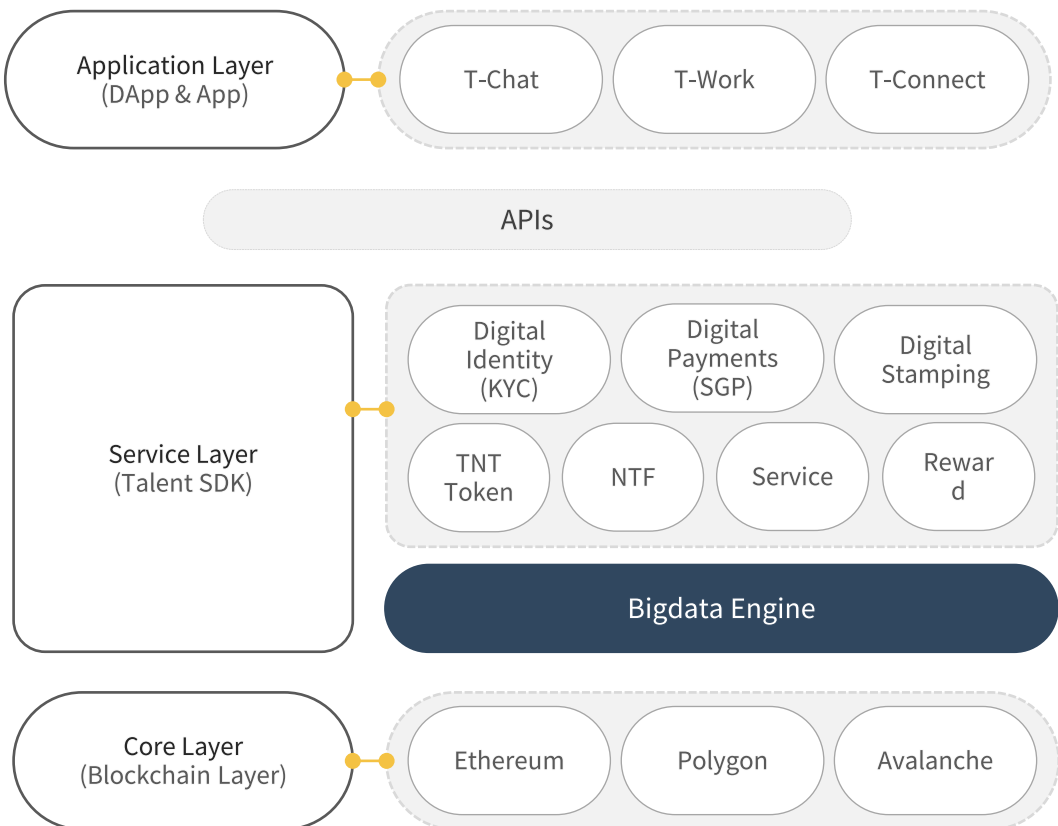 Application Layer
(DApp & App)
T-Chat
T-Work
T-Connect
APIs
Service Layer
(Talent SDK)
Digital
Identity
(KYC)
Digital
Payments
(SGP)
Digital
Stamping
TNT
Token
NTF
Service
Rewar
d
Bigdata Engine
Core Layer
(Blockchain Layer)
Ethereum
Polygon
Avalanche